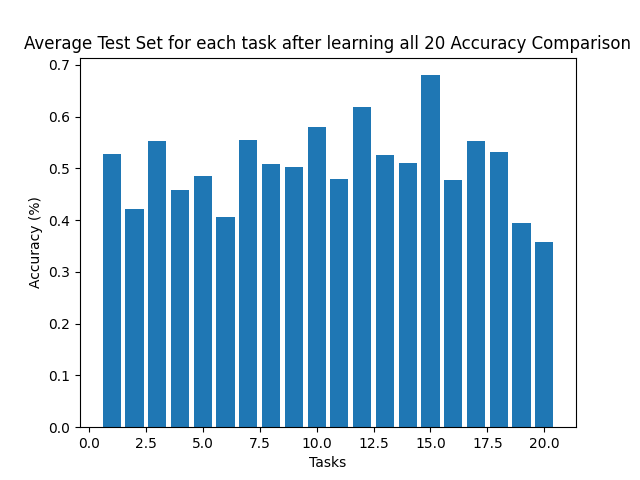 Average Test Set for each task after learning all 20 Accuracy Comparison
0.7
0.6
0.5
0.4
0.3
0.2
0.1
0.0
Accuracy (%)
0.0 2.5 5.0 7.5 10.0 12.5 15.0 17.5 20.0
Tasks